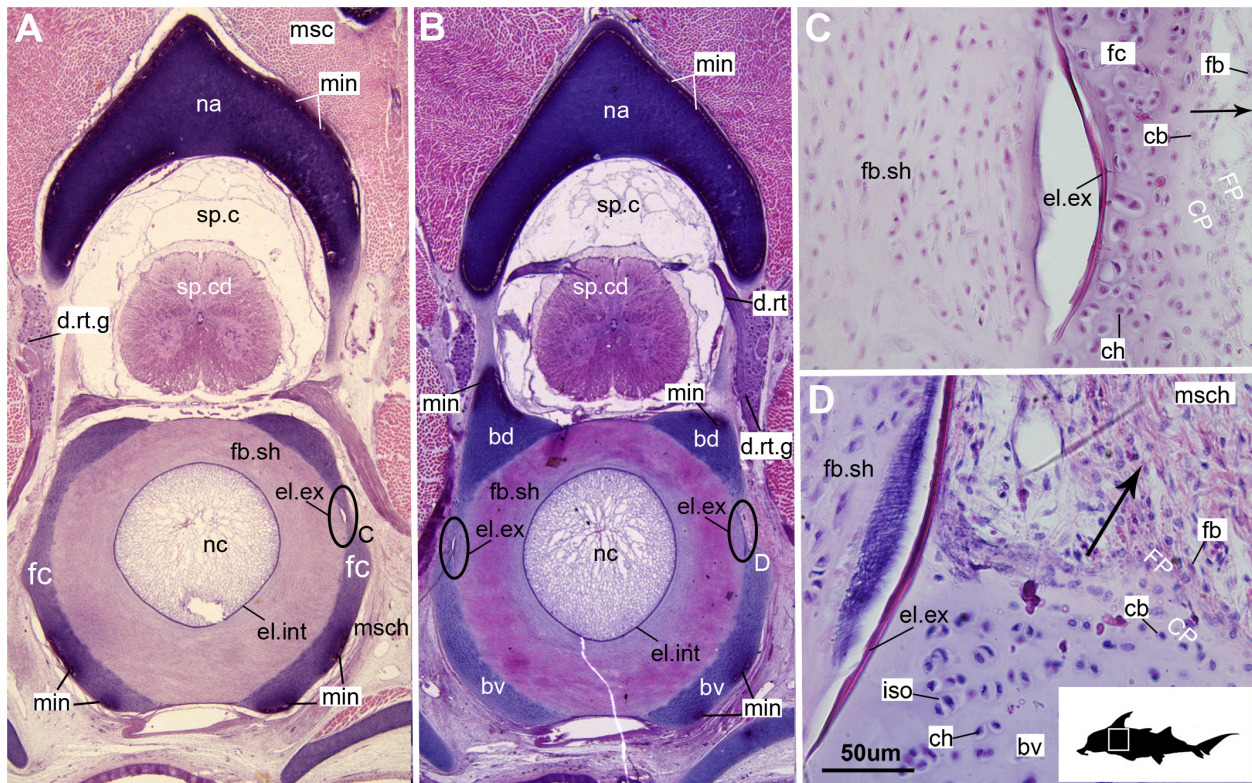 A
msc
min
na
sp.c
sp.cd
d.rt.g
fb.sh
el.ex
C
nc
fc
fc
el.int
msch
min
min
B
min
na
sp.c
sp.cd
d.rt
min
min
d.rt.g
bd
bd
fb.sh
el.ex
el.ex
nc
D
el.int
bv
bv
min
C
fc
fb
cb
fb.sh
el.ex
FP
CP
ch
D
msch
fb.sh
fb
FP
cb
CP
el.ex
iso
ch
bv
50um